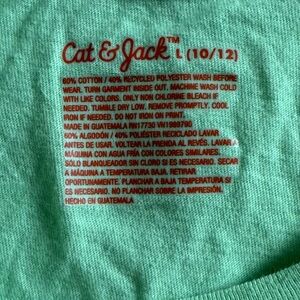 Cat & Jack™ L (10/12)
60% COTTON / 40% RECYCLED POLYESTER WASH BEFORE
WEAR. TURN GARMENT INSIDE OUT. MACHINE WASH COLD
WITH LIKE COLORS. ONLY NON CHLORINE BLEACH IF
NEEDED. TUMBLE DRY LOW. REMOVE PROMPTLY. COOL
IRON IF NEEDED. DO NOT IRON ON PRINT.
MADE IN GUATEMALA RN17730 VN1999790
60% ALGODÓN / 40% POLIÉSTER RECICLADO LAVAR
ANTES DE USAR. VOLTEAR LA PRENDA AL REVÉS. LAVAR A
MÁQUINA CON AGUA FRÍA CON COLORES SIMILARES.
SÓLO BLANQUEADOR SIN CLORO SI ES NECESARIO. SECAR
A MÁQUINA A TEMPERATURA BAJA. RETIRAR
OPORTUNAMENTE. PLANCHAR A BAJA TEMPERATURA SI
ES NECESARIO. NO PLANCHAR SOBRE LA IMPRESIÓN.
HECHO EN GUATEMALA